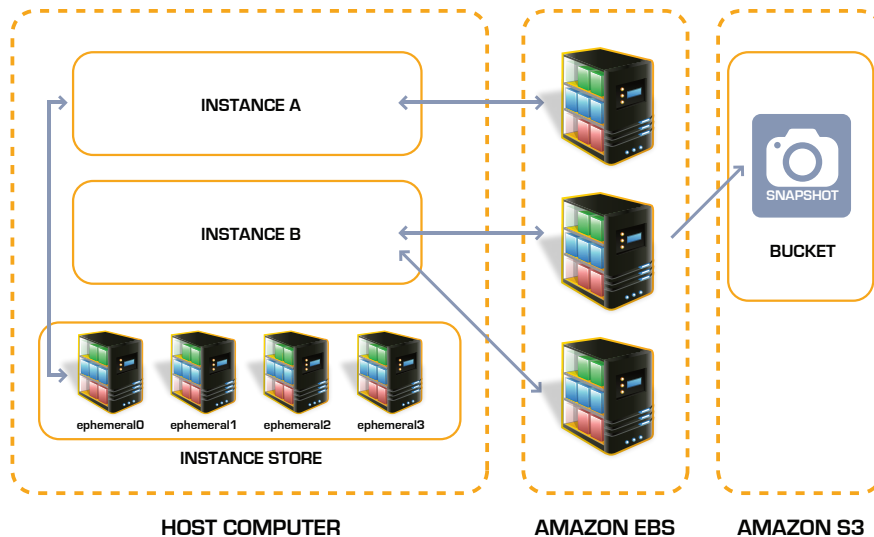 INSTANCE A
INSTANCE B
ephemeral0 ephemeral1 ephemeral2 ephemeral3
INSTANCE STORE
SNAPSHOT
BUCKET
HOST COMPUTER
AMAZON EBS
AMAZON S3